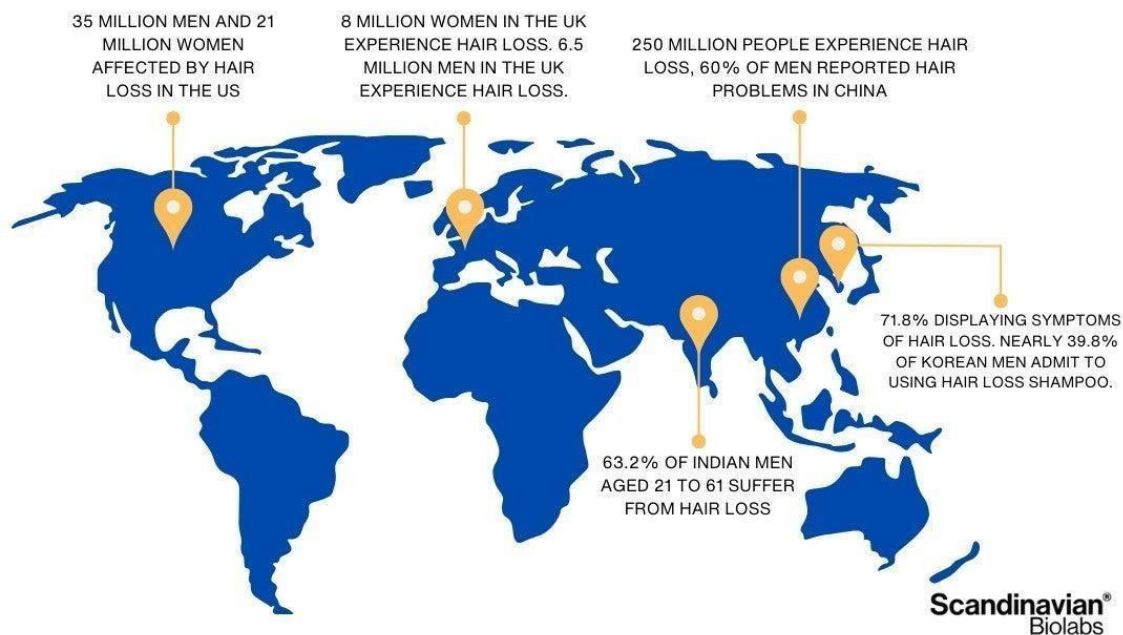 35 MILLION MEN AND 21
MILLION WOMEN
AFFECTED BY HAIR
LOSS IN THE US
8 MILLION WOMEN IN THE UK
EXPERIENCE HAIR LOSS. 6.5
MILLION MEN IN THE UK
EXPERIENCE HAIR LOSS.
250 MILLION PEOPLE EXPERIENCE HAIR
LOSS, 60% OF MEN REPORTED HAIR
PROBLEMS IN CHINA
71.8% DISPLAYING SYMPTOMS
OF HAIR LOSS. NEARLY 39.8%
OF KOREAN MEN ADMIT TO
USING HAIR LOSS SHAMPOO.
63.2% OF INDIAN MEN
AGED 21 TO 61 SUFFER
FROM HAIR LOSS
Scandinavian®
Biolabs